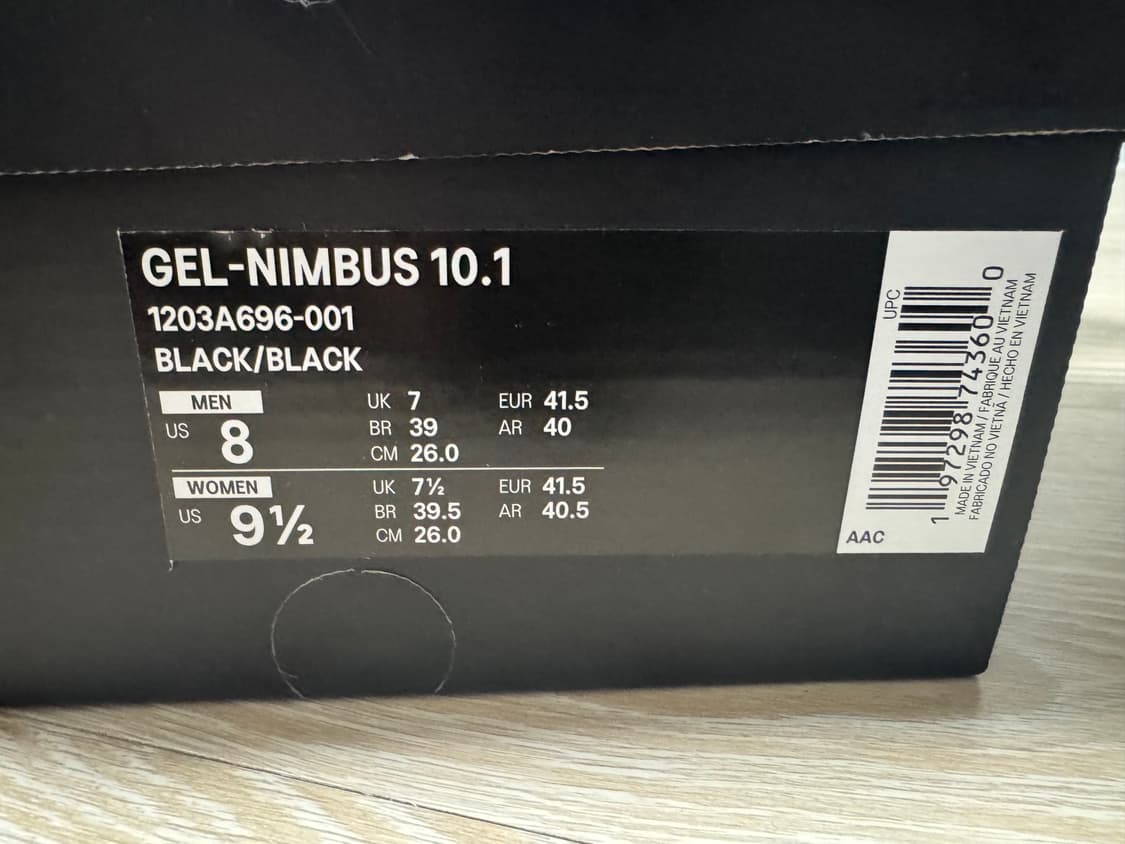 GEL-NIMBUS 10.1
1203A696-001
BLACK/BLACK
MEN
US 8
UK 7 EUR 41.5
BR 39 AR 40
CM 26.0
WOMEN
US 9½
UK 7½ EUR 41.5
BR 39.5 AR 40.5
CM 26.0
UPC
1 97298 74360 0
MADE IN VIETNAM / FABRIQUE AU VIETNAM
FABRICADO NO VIETNÃ / HECHO EN VIETNAM
AAC